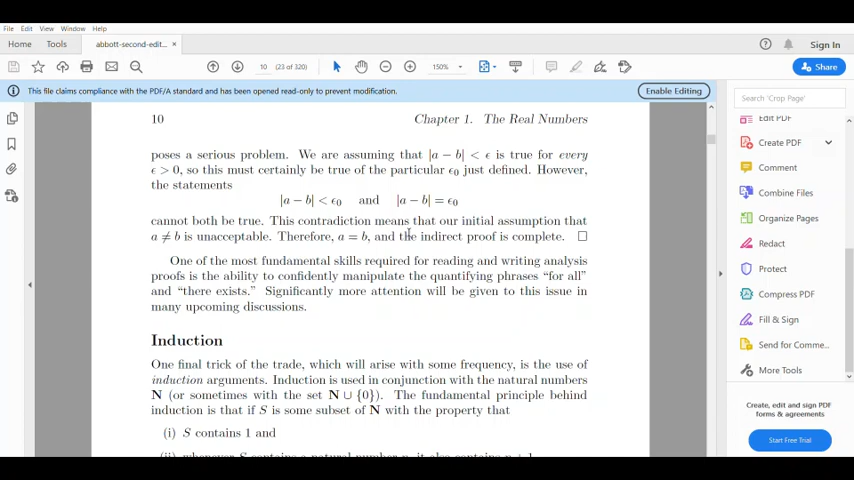 File Edit View Window Help
Home Tools abbott-second-edit... × Sign In
10 (23 of 320) 150% Share
This file claims compliance with the PDF/A standard and has been opened read-only to prevent modification. Enable Editing
10 Chapter 1. The Real Numbers
poses a serious problem. We are assuming that |a − b| < ϵ is true for every
ϵ > 0, so this must certainly be true of the particular ϵ₀ just defined. However,
the statements
|a − b| < ϵ₀ and |a − b| = ϵ₀
cannot both be true. This contradiction means that our initial assumption that
a ≠ b is unacceptable. Therefore, a = b, and the indirect proof is complete. □
One of the most fundamental skills required for reading and writing analysis
proofs is the ability to confidently manipulate the quantifying phrases “for all”
and “there exists.” Significantly more attention will be given to this issue in
many upcoming discussions.
Induction
One final trick of the trade, which will arise with some frequency, is the use of
induction arguments. Induction is used in conjunction with the natural numbers
N (or sometimes with the set N ∪ {0}). The fundamental principle behind
induction is that if S is some subset of N with the property that
(i) S contains 1 and
(ii) whenever S contains a natural number n, it also contains n + 1
Search 'Crop Page'
Edit PDF
Create PDF
Comment
Combine Files
Organize Pages
Redact
Protect
Compress PDF
Fill & Sign
Send for Comme...
More Tools
Create, edit and sign PDF
forms & agreements
Start Free Trial